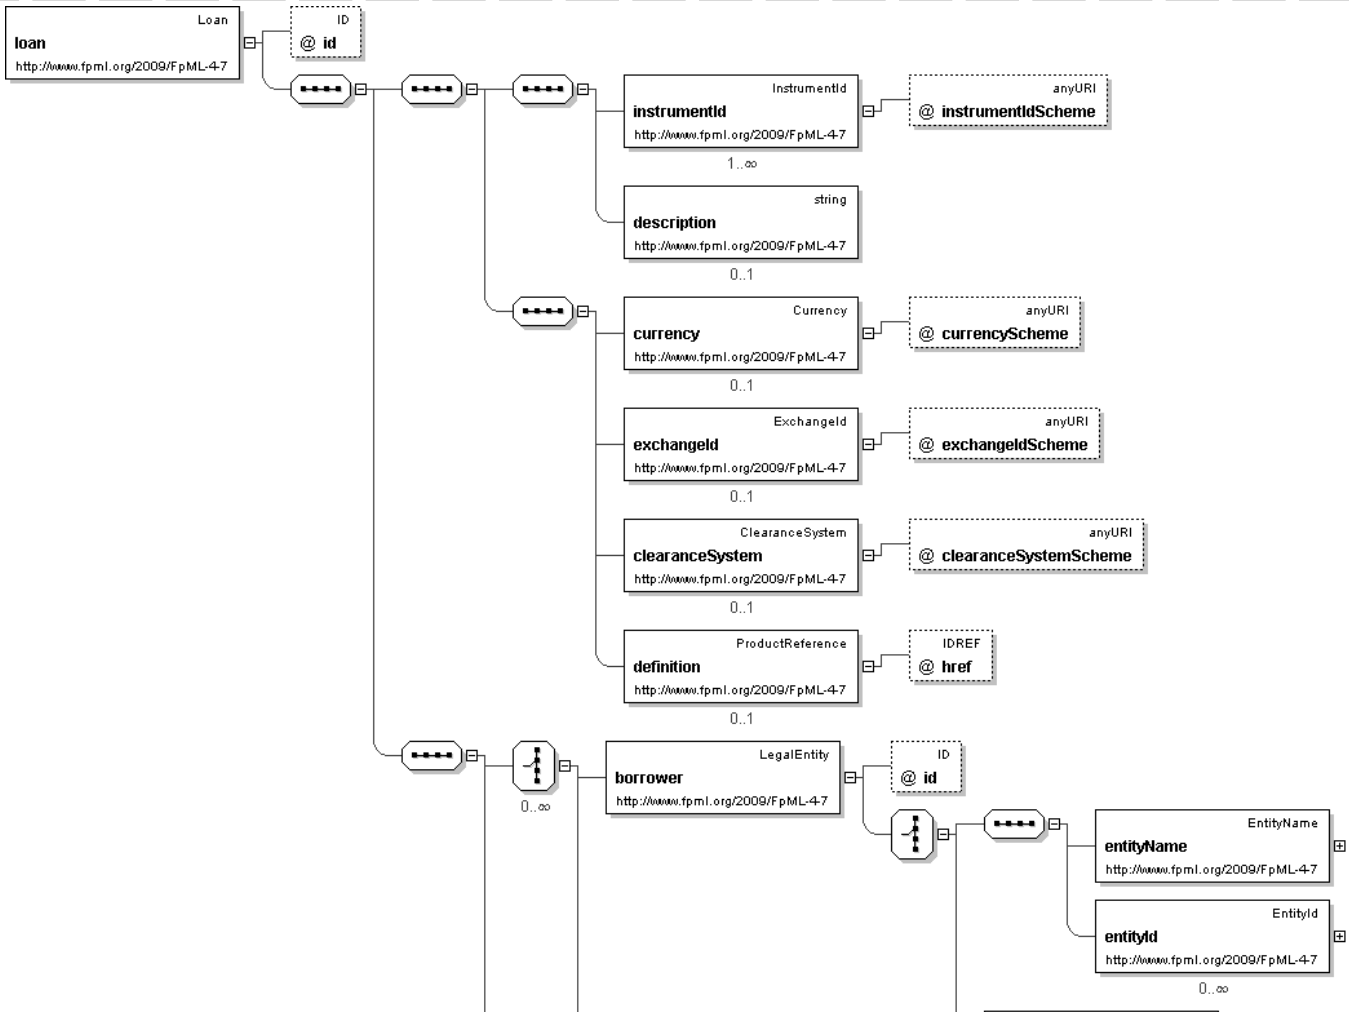 Loan
loan
http://www.fpml.org/2009/FpML-4-7
ID
@ id
InstrumentId
instrumentId
http://www.fpml.org/2009/FpML-4-7
1..∞
anyURI
@ instrumentIdScheme
string
description
http://www.fpml.org/2009/FpML-4-7
0..1
Currency
currency
http://www.fpml.org/2009/FpML-4-7
0..1
anyURI
@ currencyScheme
ExchangeId
exchangeId
http://www.fpml.org/2009/FpML-4-7
0..1
anyURI
@ exchangeIdScheme
ClearanceSystem
clearanceSystem
http://www.fpml.org/2009/FpML-4-7
0..1
anyURI
@ clearanceSystemScheme
ProductReference
definition
http://www.fpml.org/2009/FpML-4-7
0..1
IDREF
@ href
0..∞
LegalEntity
borrower
http://www.fpml.org/2009/FpML-4-7
ID
@ id
EntityName
entityName
http://www.fpml.org/2009/FpML-4-7
EntityId
entityId
http://www.fpml.org/2009/FpML-4-7
0..∞